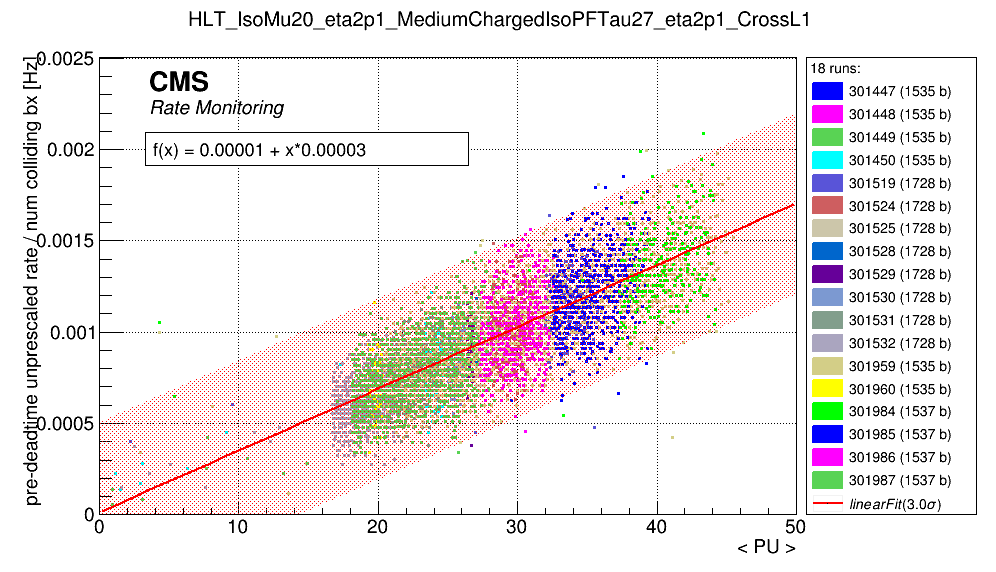 HLT_IsoMu20_eta2p1_MediumChargedIsoPFTau27_eta2p1_CrossL1
pre-deadtime unprescaled rate / num colliding bx [Hz]
0.0025
0.002
0.0015
0.001
0.0005
0
CMS
Rate Monitoring
f(x) = 0.00001 + x*0.00003
0 10 20 30 40 50
< PU >
18 runs:
301447 (1535 b)
301448 (1535 b)
301449 (1535 b)
301450 (1535 b)
301519 (1728 b)
301524 (1728 b)
301525 (1728 b)
301528 (1728 b)
301529 (1728 b)
301530 (1728 b)
301531 (1728 b)
301532 (1728 b)
301959 (1535 b)
301960 (1535 b)
301984 (1537 b)
301985 (1537 b)
301986 (1537 b)
301987 (1537 b)
linearFit(3.0σ)